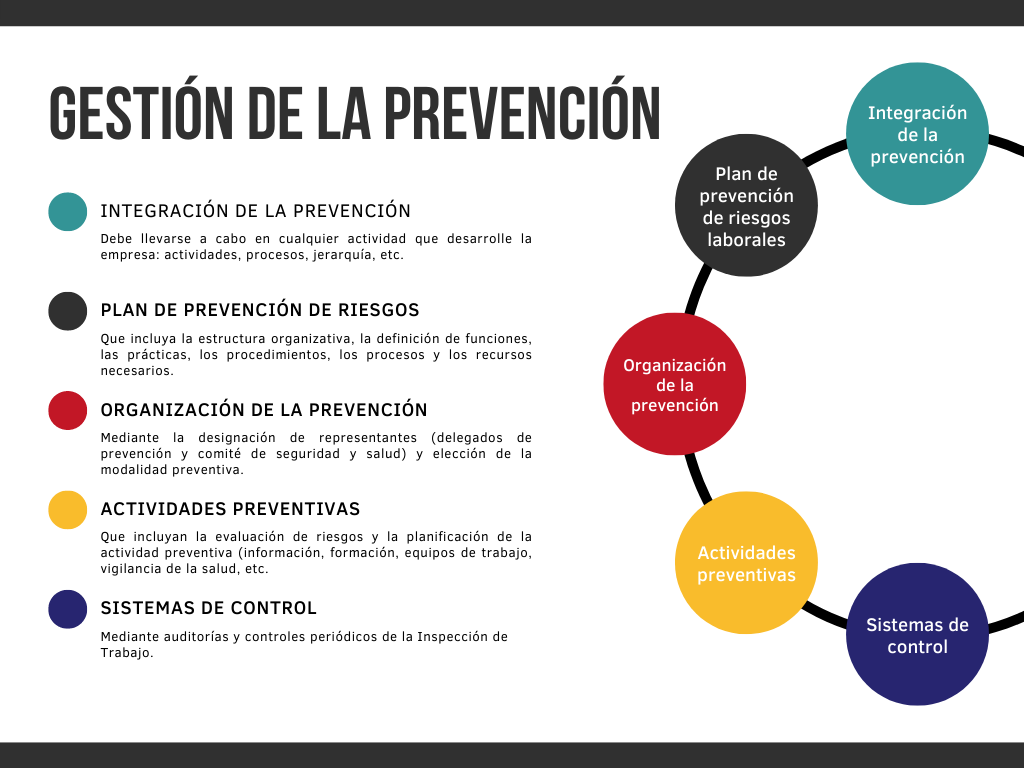 GESTIÓN DE LA PREVENCIÓN
INTEGRACIÓN DE LA PREVENCIÓN
Debe llevarse a cabo en cualquier actividad que desarrolle la
empresa: actividades, procesos, jerarquía, etc.
PLAN DE PREVENCIÓN DE RIESGOS
Que incluya la estructura organizativa, la definición de funciones,
las prácticas, los procedimientos, los procesos y los recursos
necesarios.
ORGANIZACIÓN DE LA PREVENCIÓN
Mediante la designación de representantes (delegados de
prevención y comité de seguridad y salud) y elección de la
modalidad preventiva.
ACTIVIDADES PREVENTIVAS
Que incluyan la evaluación de riesgos y la planificación de la
actividad preventiva (información, formación, equipos de trabajo,
vigilancia de la salud, etc.
SISTEMAS DE CONTROL
Mediante auditorías y controles periódicos de la Inspección de
Trabajo.
Integración
de la
prevención
Plan de
prevención
de riesgos
laborales
Organización
de la
prevención
Actividades
preventivas
Sistemas de
control